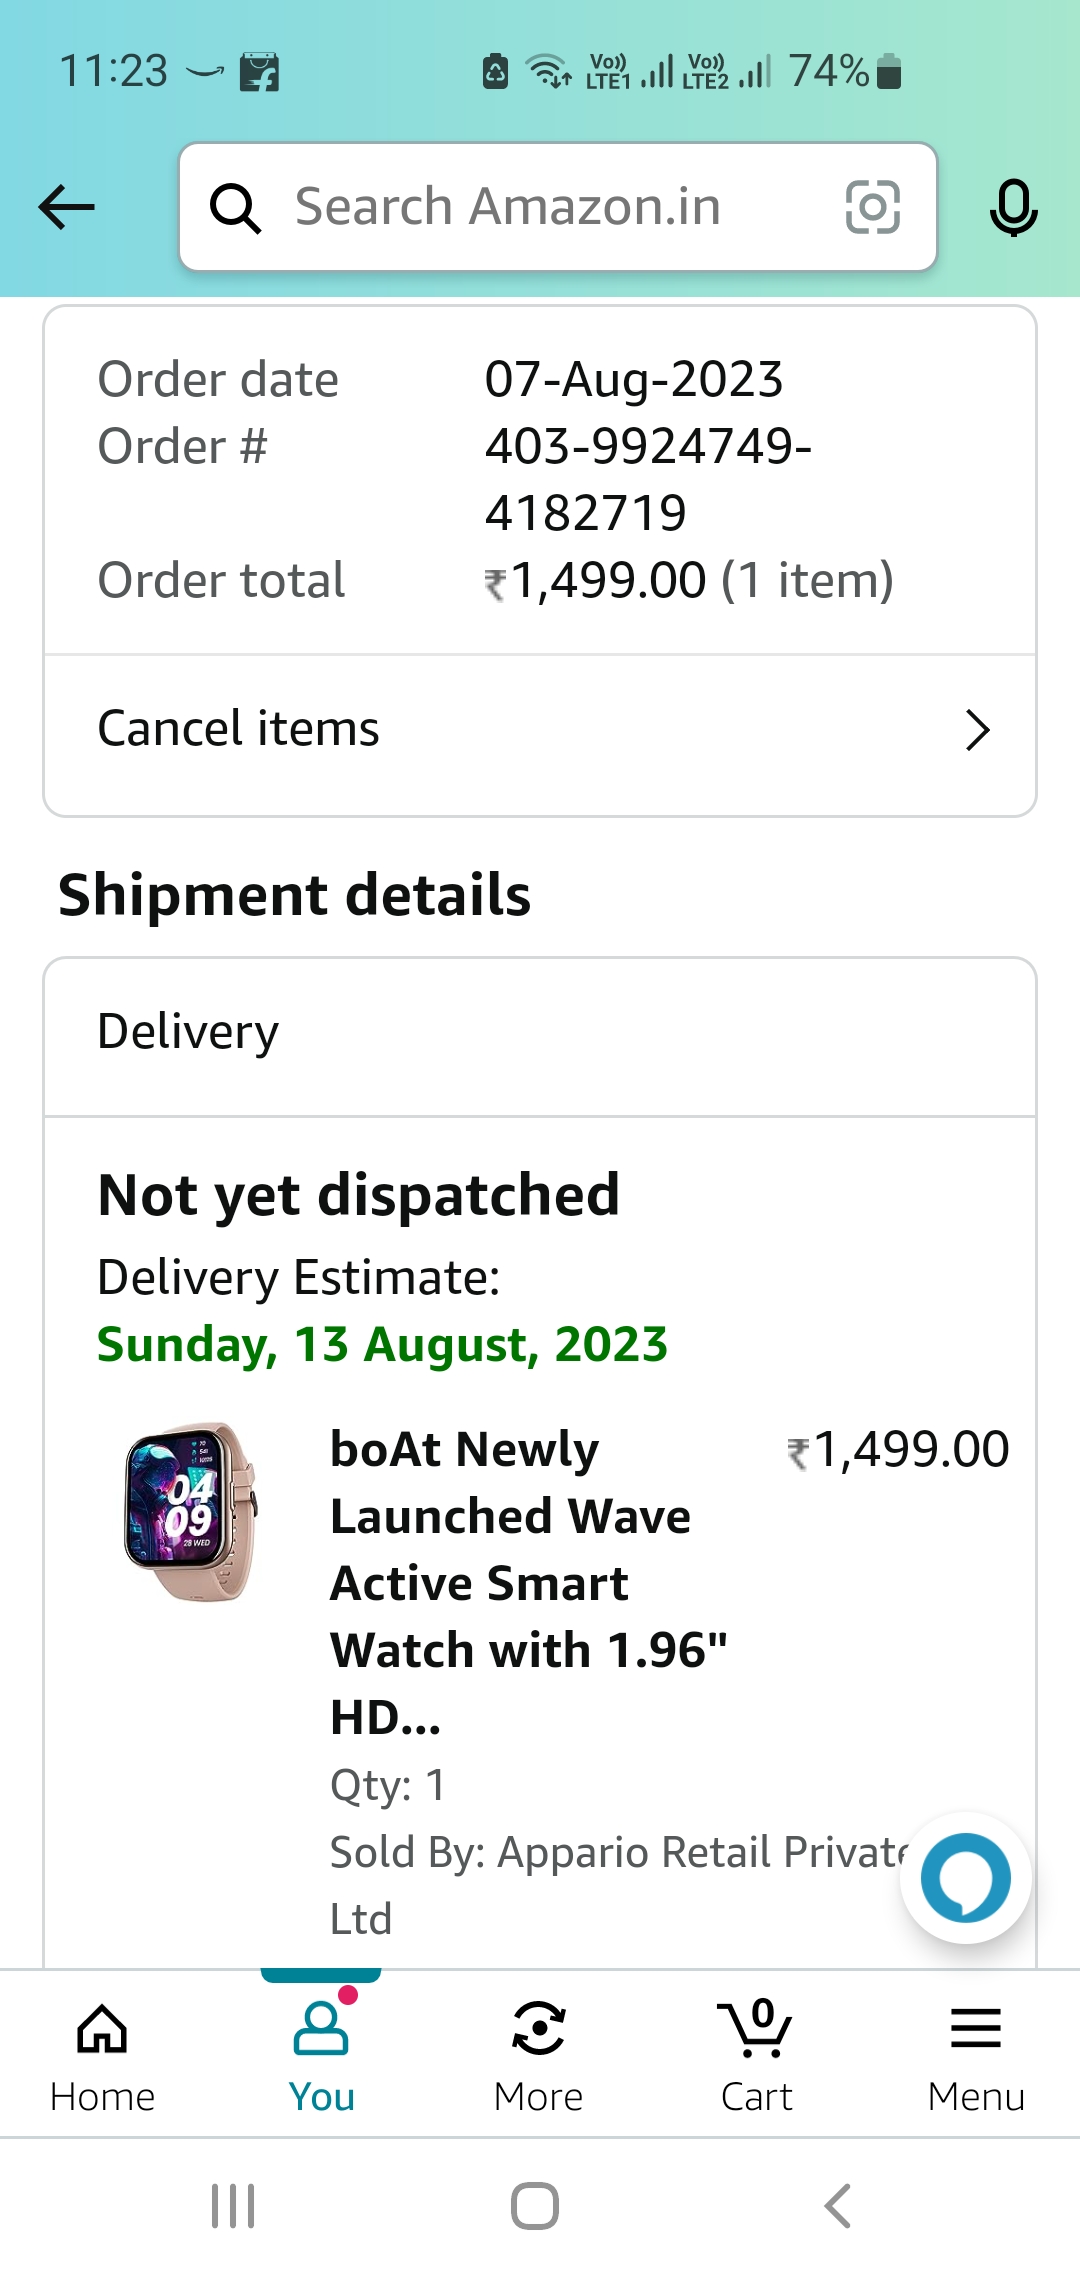 11:23
Vo)) LTE1 Vo)) LTE2 74%
Search Amazon.in
Order date 07-Aug-2023
Order # 403-9924749-
4182719
Order total ₹1,499.00 (1 item)
Cancel items
Shipment details
Delivery
Not yet dispatched
Delivery Estimate:
Sunday, 13 August, 2023
boAt Newly ₹1,499.00
Launched Wave
Active Smart
Watch with 1.96"
HD...
Qty: 1
Sold By: Appario Retail Private
Ltd
04
09
28 WED
0
Home You More Cart Menu